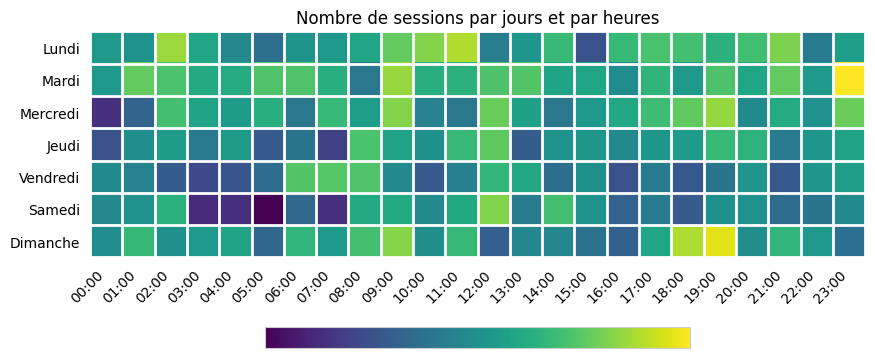 Nombre de sessions par jours et par heures
Lundi
Mardi
Mercredi
Jeudi
Vendredi
Samedi
Dimanche
00:00 01:00 02:00 03:00 04:00 05:00 06:00 07:00 08:00 09:00 10:00 11:00 12:00 13:00 14:00 15:00 16:00 17:00 18:00 19:00 20:00 21:00 22:00 23:00